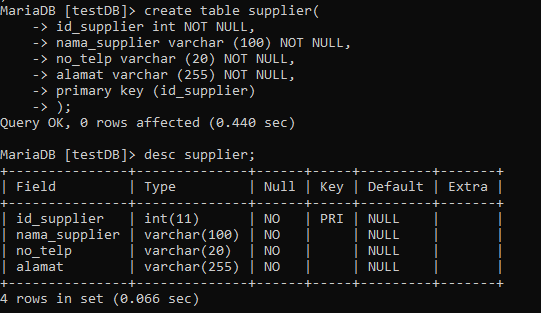 MariaDB [testDB]> create table supplier(
    -> id_supplier int NOT NULL,
    -> nama_supplier varchar (100) NOT NULL,
    -> no_telp varchar (20) NOT NULL,
    -> alamat varchar (255) NOT NULL,
    -> primary key (id_supplier)
    -> );
Query OK, 0 rows affected (0.440 sec)

MariaDB [testDB]> desc supplier;
+---------------+--------------+------+-----+---------+-------+
| Field         | Type         | Null | Key | Default | Extra |
+---------------+--------------+------+-----+---------+-------+
| id_supplier   | int(11)      | NO   | PRI | NULL    |       |
| nama_supplier | varchar(100) | NO   |     | NULL    |       |
| no_telp       | varchar(20)  | NO   |     | NULL    |       |
| alamat        | varchar(255) | NO   |     | NULL    |       |
+---------------+--------------+------+-----+---------+-------+
4 rows in set (0.066 sec)